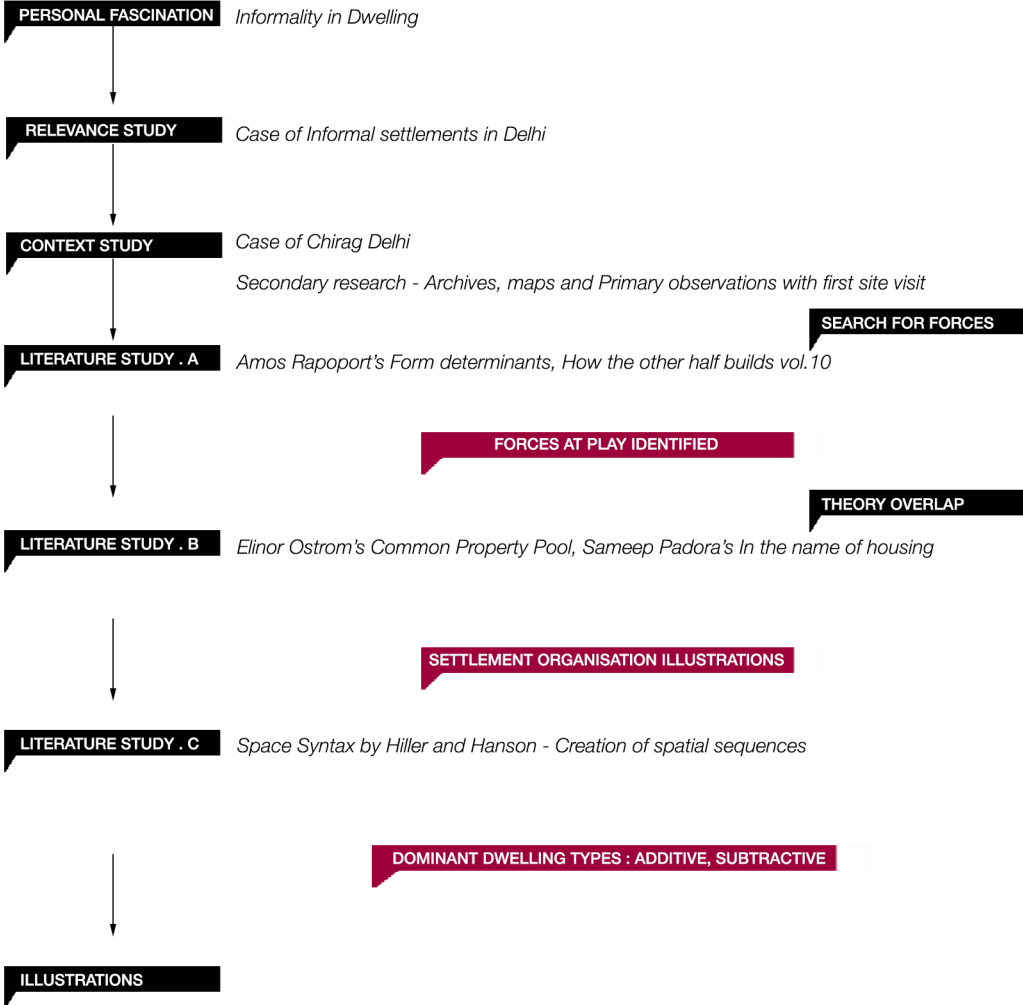 PERSONAL FASCINATION
Informality in Dwelling
RELEVANCE STUDY
Case of Informal settlements in Delhi
CONTEXT STUDY
Case of Chirag Delhi
Secondary research - Archives, maps and Primary observations with first site visit
SEARCH FOR FORCES
LITERATURE STUDY . A
Amos Rapoport's Form determinants, How the other half builds vol.10
FORCES AT PLAY IDENTIFIED
THEORY OVERLAP
LITERATURE STUDY . B
Elinor Ostrom's Common Property Pool, Sameep Padora's In the name of housing
SETTLEMENT ORGANISATION ILLUSTRATIONS
LITERATURE STUDY . C
Space Syntax by Hiller and Hanson - Creation of spatial sequences
DOMINANT DWELLING TYPES : ADDITIVE, SUBTRACTIVE
ILLUSTRATIONS